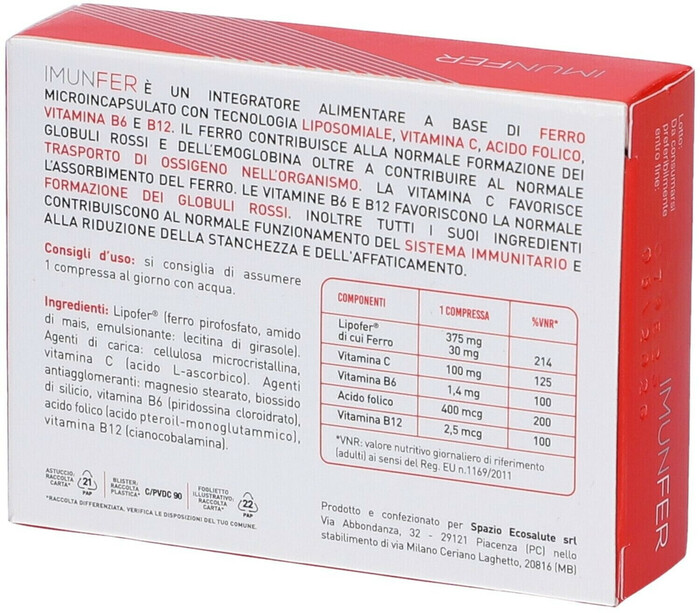 IMUNFER È UN INTEGRATORE ALIMENTARE A BASE DI FERRO
MICROINCAPSULATO CON TECNOLOGIA LIPOSOMIALE, VITAMINA C, ACIDO FOLICO,
VITAMINA B6 E B12. IL FERRO CONTRIBUISCE ALLA NORMALE FORMAZIONE DEI
GLOBULI ROSSI E DELL'EMOGLOBINA OLTRE A CONTRIBUIRE AL NORMALE
TRASPORTO DI OSSIGENO NELL'ORGANISMO. LA VITAMINA C FAVORISCE
L'ASSORBIMENTO DEL FERRO. LE VITAMINE B6 E B12 FAVORISCONO LA NORMALE
FORMAZIONE DEI GLOBULI ROSSI. INOLTRE TUTTI I SUOI INGREDIENTI
CONTRIBUISCONO AL NORMALE FUNZIONAMENTO DEL SISTEMA IMMUNITARIO E
ALLA RIDUZIONE DELLA STANCHEZZA E DELL'AFFATICAMENTO.
Consigli d'uso: si consiglia di assumere
1 compressa al giorno con acqua.
Ingredienti: Lipofer® (ferro pirofosfato, amido
di mais, emulsionante: lecitina di girasole).
Agenti di carica: cellulosa microcristallina,
vitamina C (acido L-ascorbico). Agenti
antiagglomeranti: magnesio stearato, biossido
di silicio, vitamina B6 (piridossina cloroidrato),
acido folico (acido pteroil-monoglutammico),
vitamina B12 (cianocobalamina).
COMPONENTI 1 COMPRESSA %VNR*
Lipofer® 375 mg
di cui Ferro 30 mg 214
Vitamina C 100 mg 125
Vitamina B6 1,4 mg 100
Acido folico 400 mcg 200
Vitamina B12 2,5 mcg 100
*VNR: valore nutritivo giornaliero di riferimento
(adulti) ai sensi del Reg. EU n.1169/2011
ASTUCCIO:
RACCOLTA
CARTA*
21
PAP
BLISTER:
RACCOLTA
PLASTICA*
C/PVDC 90
FOGLIETTO
ILLUSTRATIVO:
RACCOLTA
CARTA*
22
PAP
*RACCOLTA DIFFERENZIATA. VERIFICA LE DISPOSIZIONI DEL TUO COMUNE.
Prodotto e confezionato per Spazio Ecosalute srl
Via Abbondanza, 32 - 29121 Piacenza (PC) nello
stabilimento di via Milano Ceriano Laghetto, 20816 (MB)
IMUNFER
Lotto:
Da consumarsi
preferibilmente
entro fine:
IMUNFER